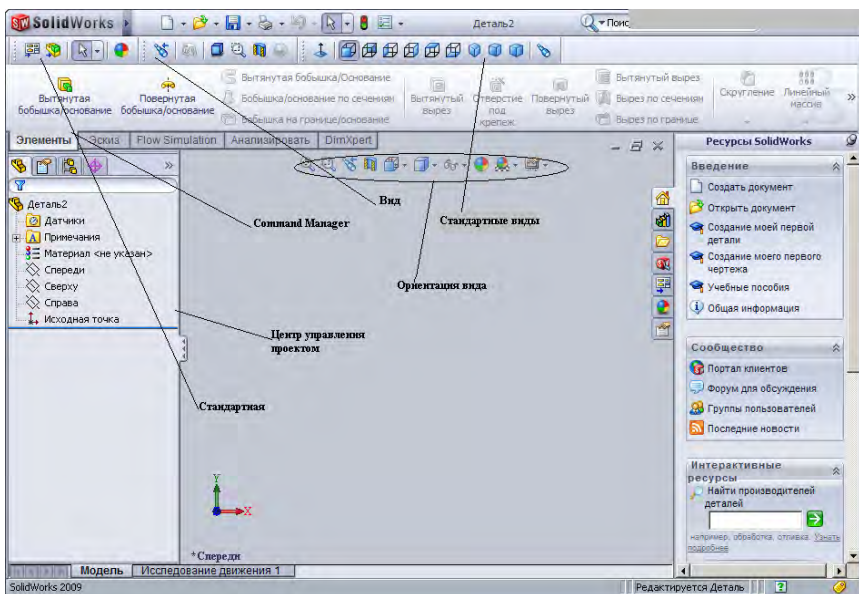 SolidWorks
Деталь2
Поис
Вытянутая бобышка/основание
Повернутая бобышка/основание
Вытянутая бобышка/Основание
Бобышка/основание по сечениям
Бобышка на границе/основание
Вытянутый вырез
Отверстие под крепеж
Повернутый вырез
Вытянутый вырез
Вырез по сечениям
Вырез по границе
Скругление
Линейный массив
Элементы
Эскиз
Flow Simulation
Анализировать
DimXpert
Деталь2
Датчики
Примечания
Материал <не указан>
Спереди
Сверху
Справа
Исходная точка
Вид
Command Manager
Стандартные виды
Ориентация вида
Центр управления
проектом
Стандартная
Y
X
*Спереди
Ресурсы SolidWorks
Введение
Создать документ
Открыть документ
Создание моей первой
детали
Создание моего первого
чертежа
Учебные пособия
Общая информация
Сообщество
Портал клиентов
Форум для обсуждения
Группы пользователей
Последние новости
Интерактивные
ресурсы
Найти производителей
деталей
например, обработка, отливка. Узнать
подробнее
Модель
Исследование движения 1
SolidWorks 2009
Редактируется Деталь